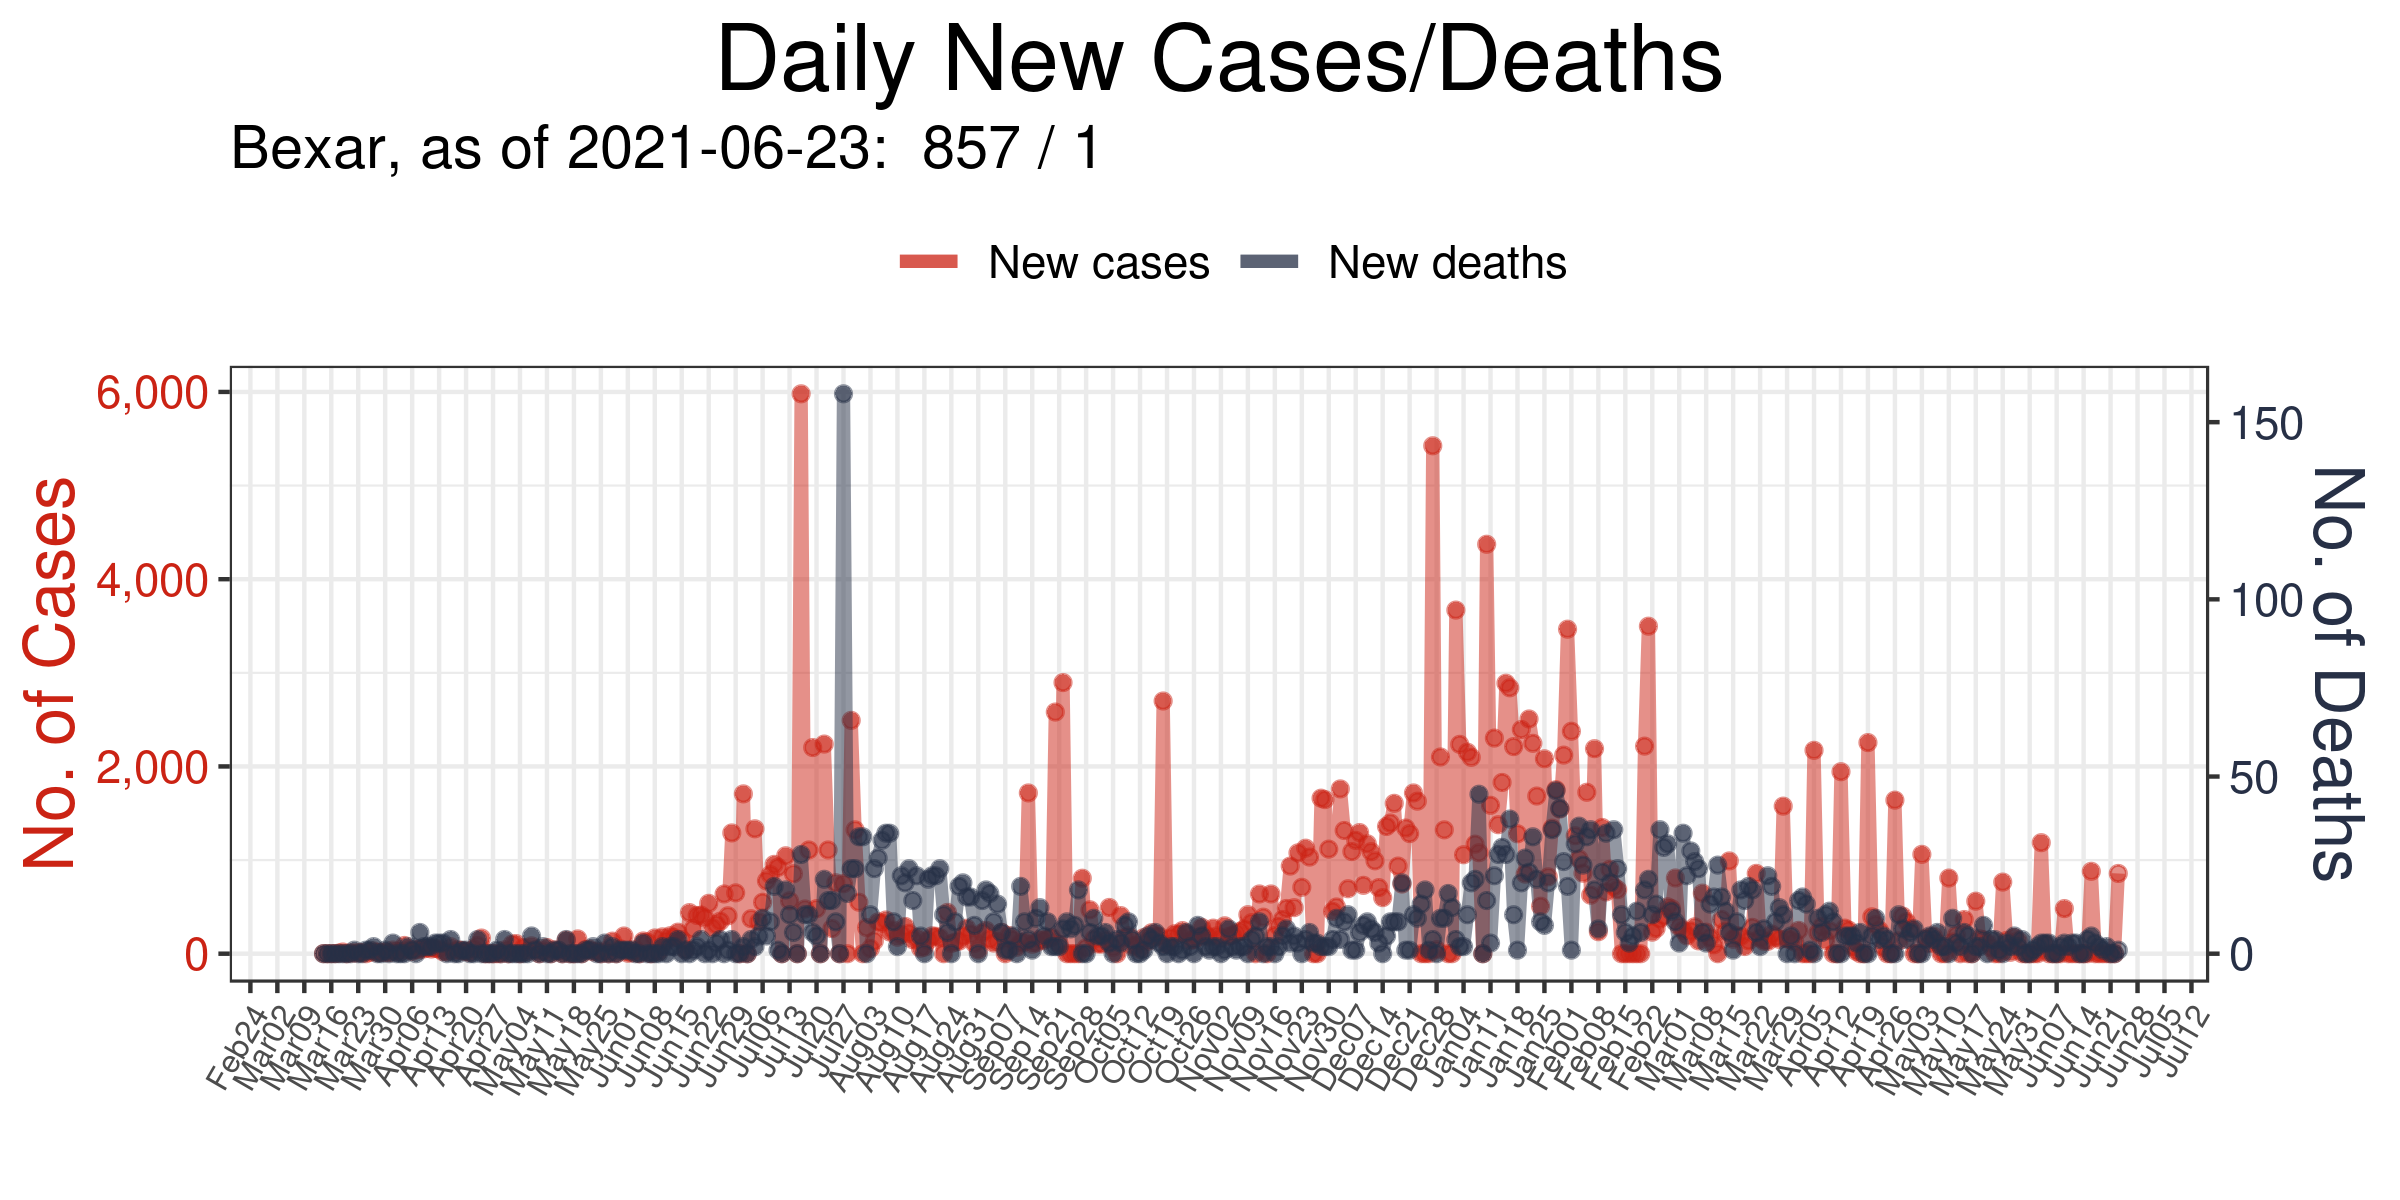 Daily New Cases/Deaths
Bexar, as of 2021-06-23: 857 / 1
New cases
New deaths
No. of Cases
6,000
4,000
2,000
0
150
100
50
0
No. of Deaths
Feb24
Mar02
Mar09
Mar16
Mar23
Mar30
Apr06
Apr13
Apr20
Apr27
May04
May11
May18
May25
Jun01
Jun08
Jun15
Jun22
Jun29
Jul06
Jul13
Jul20
Jul27
Aug03
Aug10
Aug17
Aug24
Aug31
Sep07
Sep14
Sep21
Sep28
Oct05
Oct12
Oct19
Oct26
Nov02
Nov09
Nov16
Nov23
Nov30
Dec07
Dec14
Dec21
Dec28
Jan04
Jan11
Jan18
Jan25
Feb01
Feb08
Feb15
Feb22
Mar01
Mar08
Mar15
Mar22
Mar29
Apr05
Apr12
Apr19
Apr26
May03
May10
May17
May24
May31
Jun07
Jun14
Jun21
Jun28
Jul05
Jul12